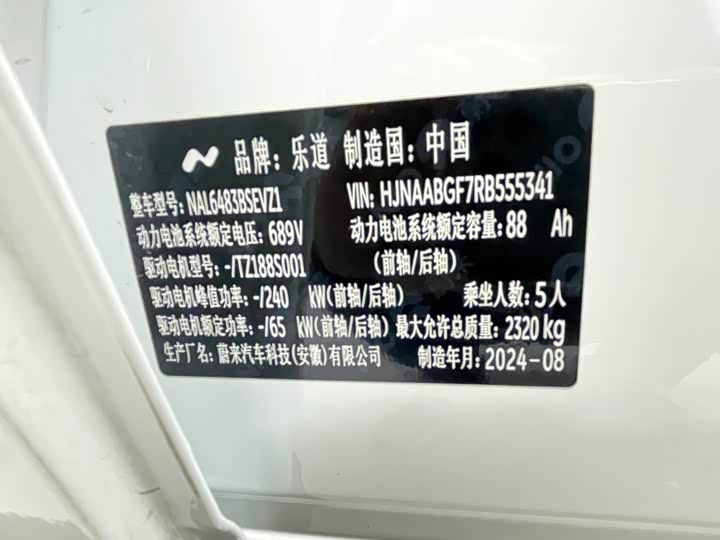 品牌: 乐道 制造国: 中国
整车型号: NAL6483BSEVZ1 VIN: HJNAABGF7RB555341
动力电池系统额定电压: 689V 动力电池系统额定容量: 88 Ah
驱动电机型号: -/TZ188S001 (前轴/后轴)
驱动电机峰值功率: -/240 kW(前轴/后轴) 乘坐人数: 5人
驱动电机额定功率: -/65 kW(前轴/后轴) 最大允许总质量: 2320 kg
生产厂名: 蔚来汽车科技(安徽)有限公司 制造年月: 2024-08